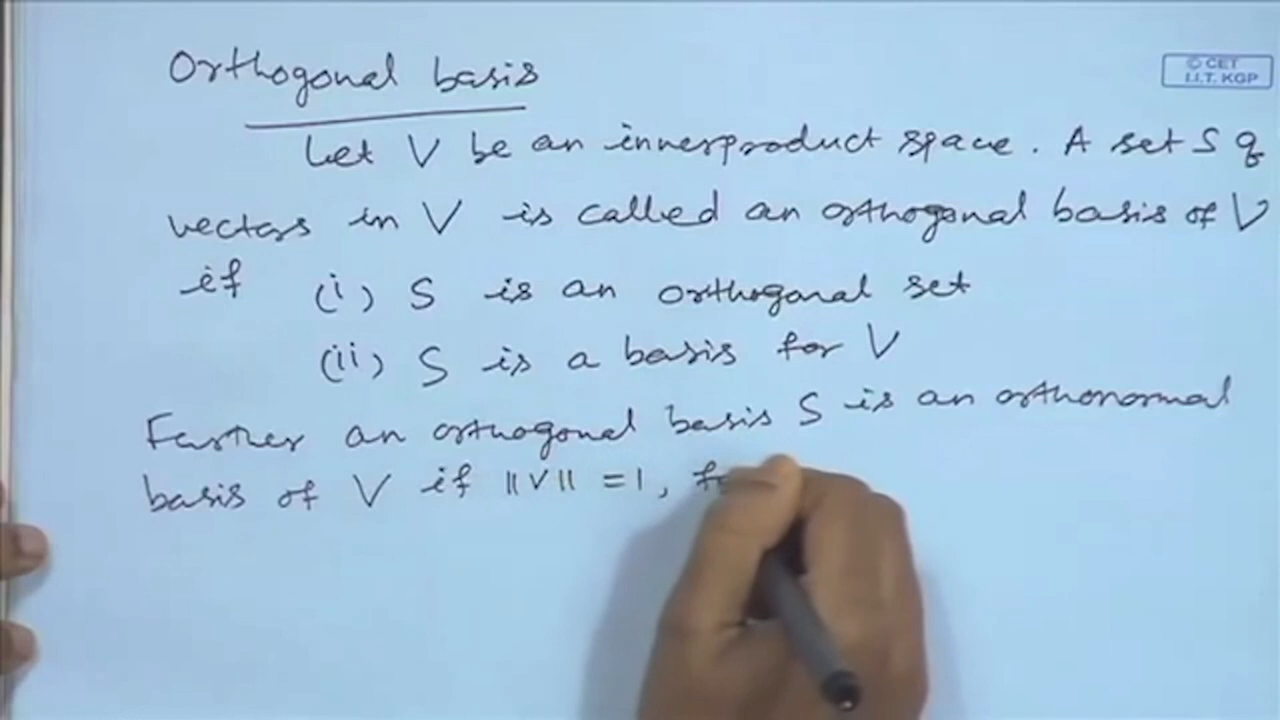 Orthogonal basis
© CET
I.I.T. KGP
Let V be an innerproduct space. A set S of
vectors in V is called an orthogonal basis of V
if (i) S is an orthogonal set
(ii) S is a basis for V
Further an orthogonal basis S is an orthonormal
basis of V if ||V|| = 1,